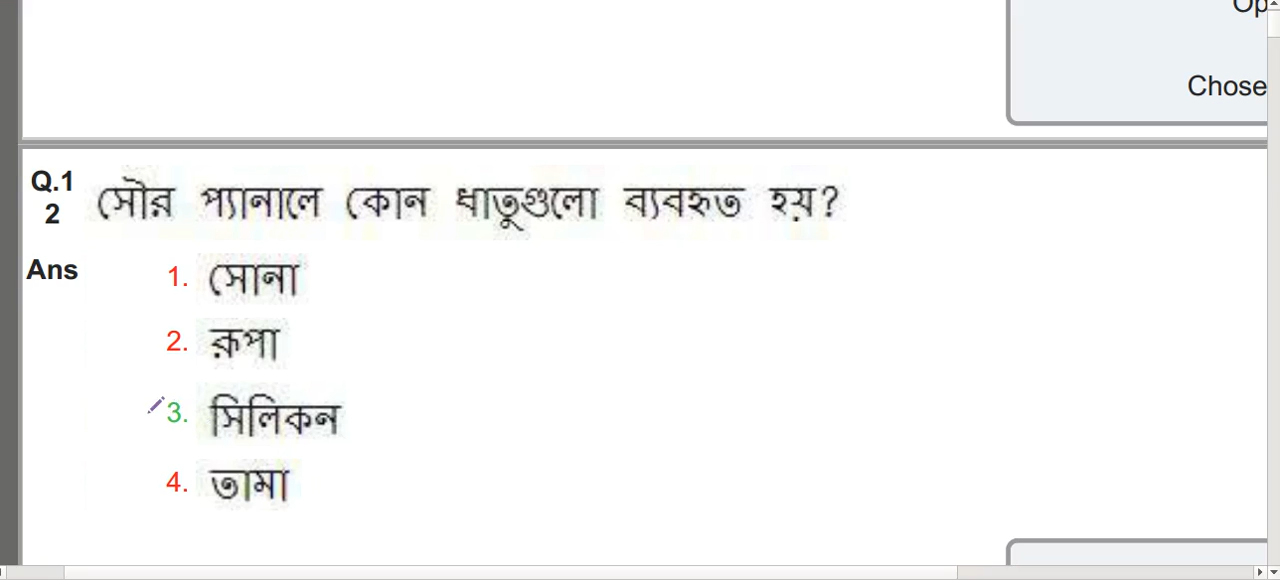 Op
Chose
Q.1
2
সৌর প্যানালে কোন ধাতুগুলো ব্যবহৃত হয়?
Ans
1. সোনা
2. রূপা
3. সিলিকন
4. তামা